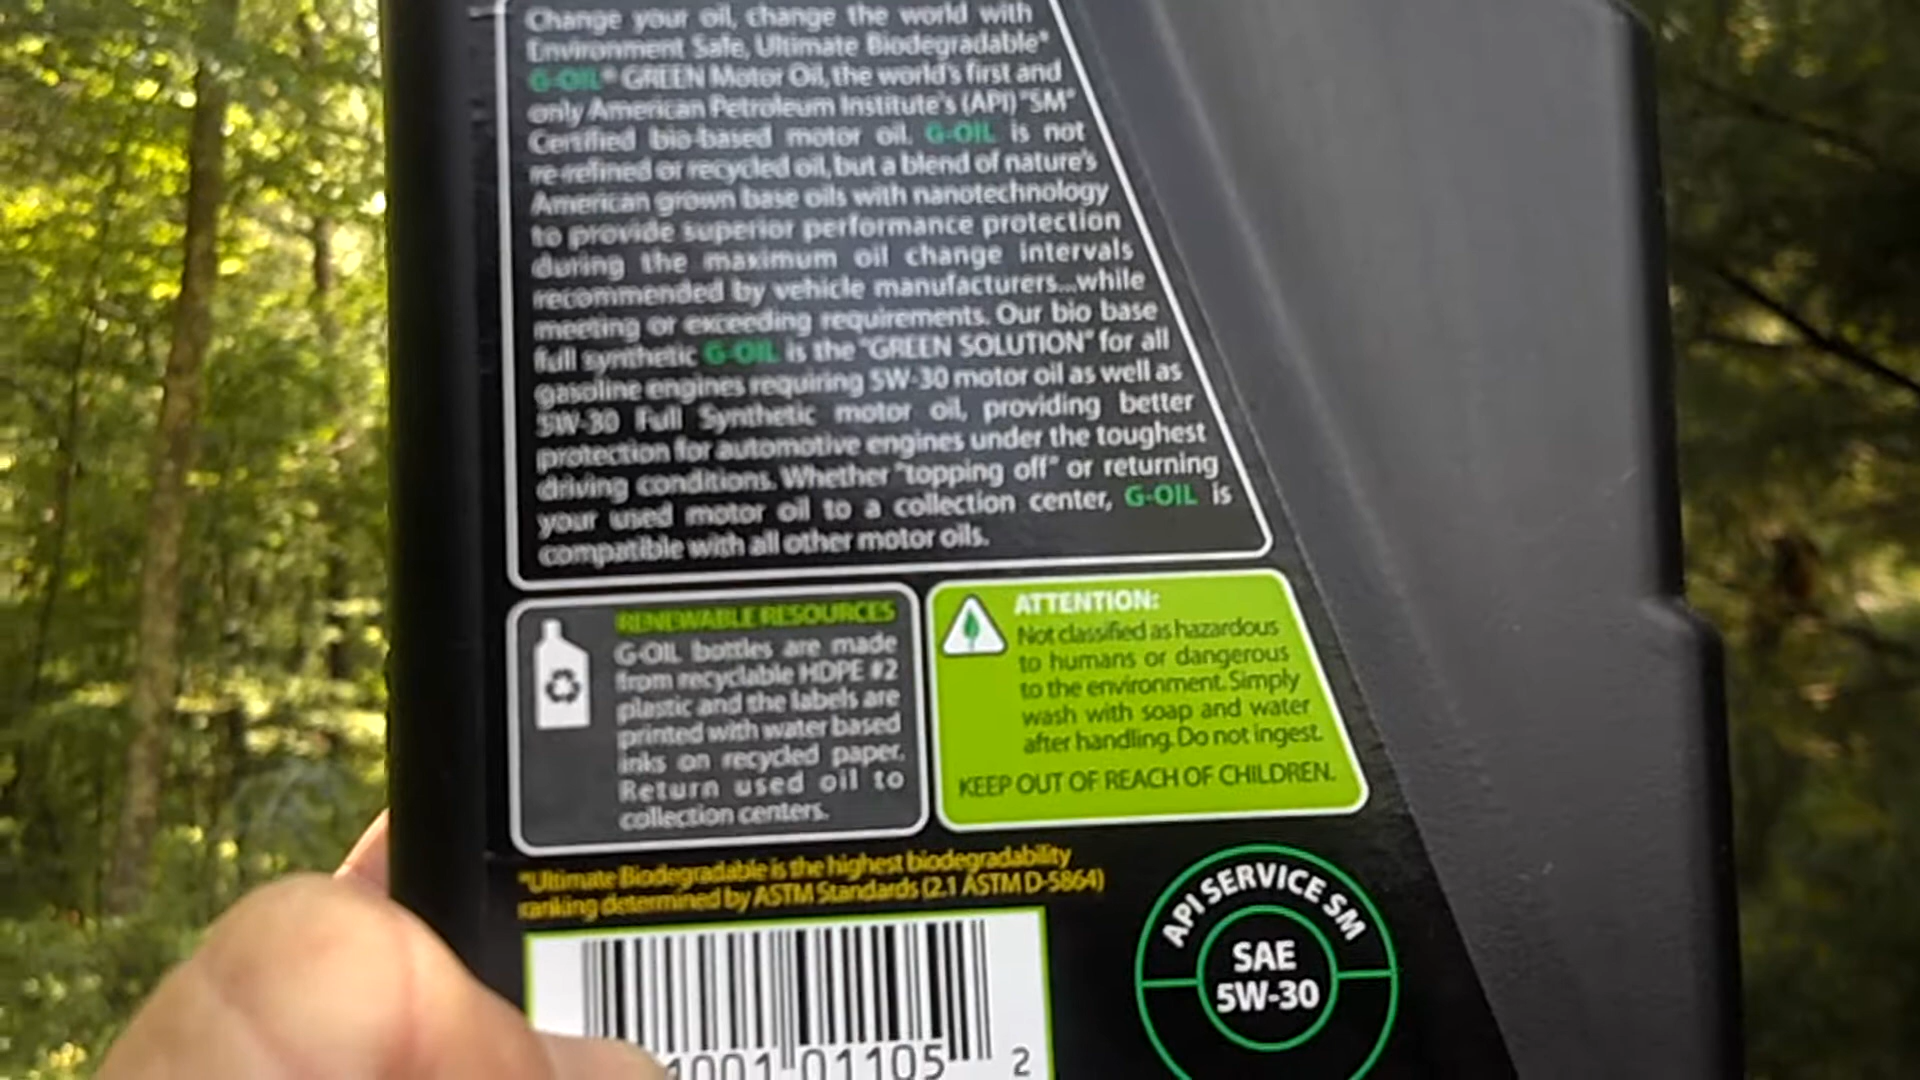 Change your oil, change the world with
Environment Safe, Ultimate Biodegradable*
G-OIL® GREEN Motor Oil, the world's first and
only American Petroleum Institute's (API) "SM"
Certified bio-based motor oil. G-OIL is not
re-refined or recycled oil, but a blend of nature's
American grown base oils with nanotechnology
to provide superior performance protection
during the maximum oil change intervals
recommended by vehicle manufacturers...while
meeting or exceeding requirements. Our bio base
full synthetic G-OIL is the "GREEN SOLUTION" for all
gasoline engines requiring 5W-30 motor oil as well as
5W-30 Full Synthetic motor oil, providing better
protection for automotive engines under the toughest
driving conditions. Whether "topping off" or returning
your used motor oil to a collection center, G-OIL is
compatible with all other motor oils.
RENEWABLE RESOURCES
G-OIL bottles are made
from recyclable HDPE #2
plastic and the labels are
printed with water based
inks on recycled paper.
Return used oil to
collection centers.
ATTENTION:
Not classified as hazardous
to humans or dangerous
to the environment. Simply
wash with soap and water
after handling. Do not ingest.
KEEP OUT OF REACH OF CHILDREN.
*Ultimate Biodegradable is the highest biodegradability
ranking determined by ASTM Standards (2.1 ASTM D-5864)
1001 01105 2
API SERVICE SM
SAE
5W-30